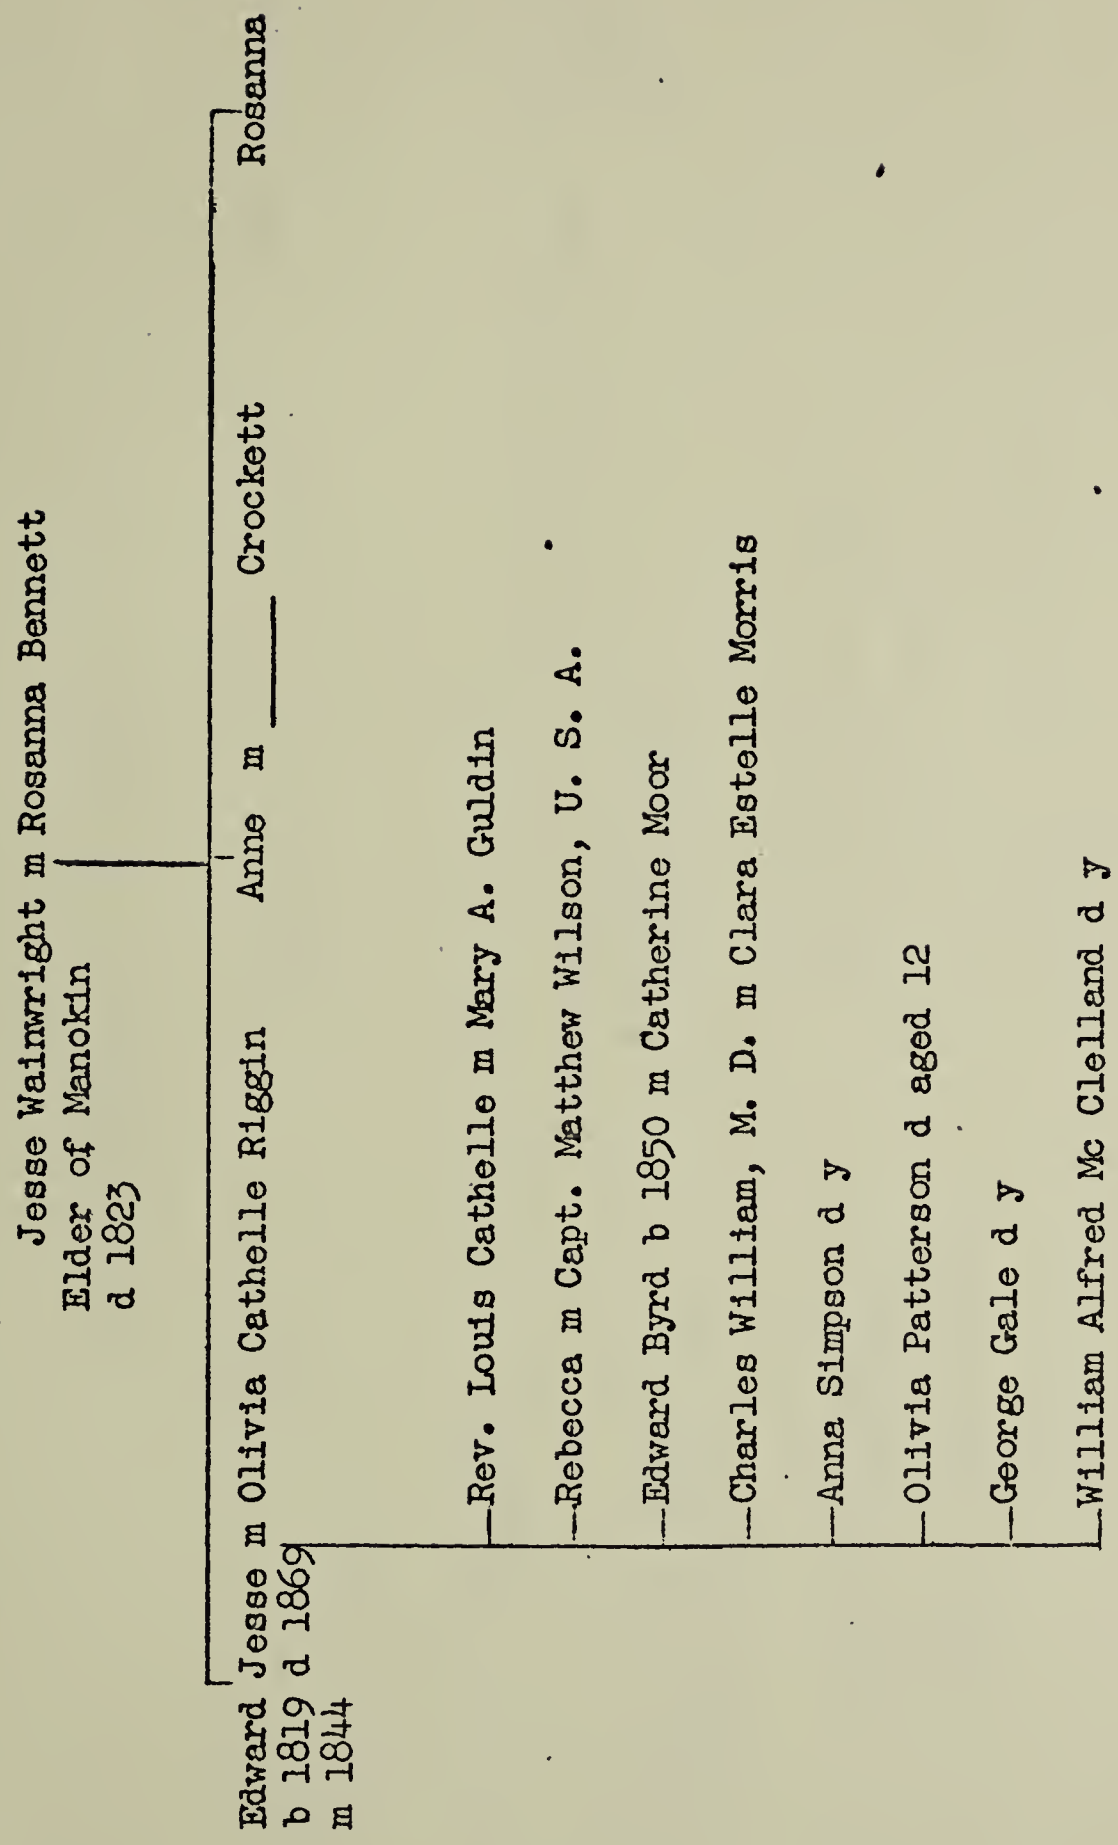 Jesse Wainwright m Rosanna Bennett
Elder of Manokin
d 1823
Edward Jesse m Olivia Cathelle Riggin Anne m ____ Crockett Rosanna
b 1819 d 1869
m 1844
Rev. Louis Cathelle m Mary A. Guldin
Rebecca m Capt. Matthew Wilson, U. S. A.
Edward Byrd b 1850 m Catherine Moor
Charles William, M. D. m Clara Estelle Morris
Anna Simpson d y
Olivia Patterson d aged 12
George Gale d y
William Alfred Mc Clelland d y